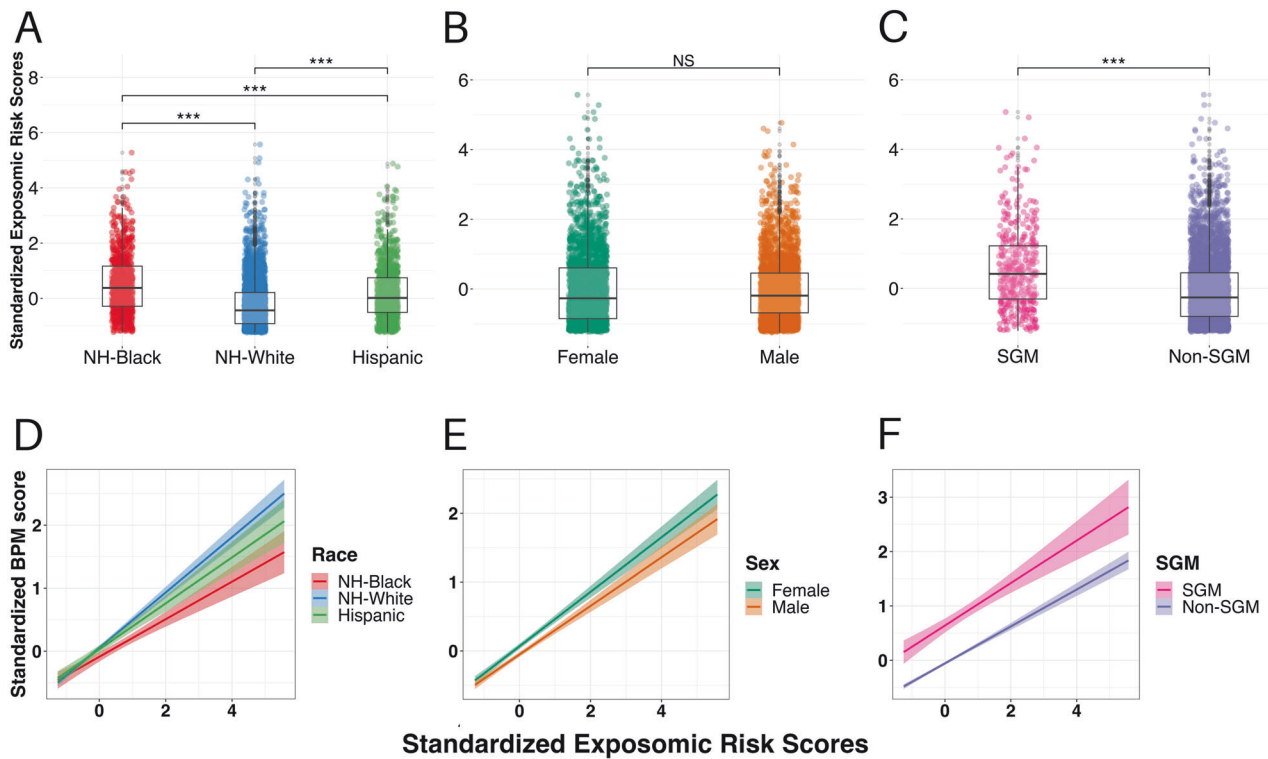 A
B
C
Standardized Exposomic Risk Scores
8
6
4
2
0
***
***
***
NH-Black
NH-White
Hispanic
6
4
2
0
NS
Female
Male
6
4
2
0
***
SGM
Non-SGM
D
E
F
Standardized BPM score
2
1
0
0
2
4
Race
NH-Black
NH-White
Hispanic
2
1
0
0
2
4
Sex
Female
Male
3
2
1
0
0
2
4
SGM
SGM
Non-SGM
Standardized Exposomic Risk Scores